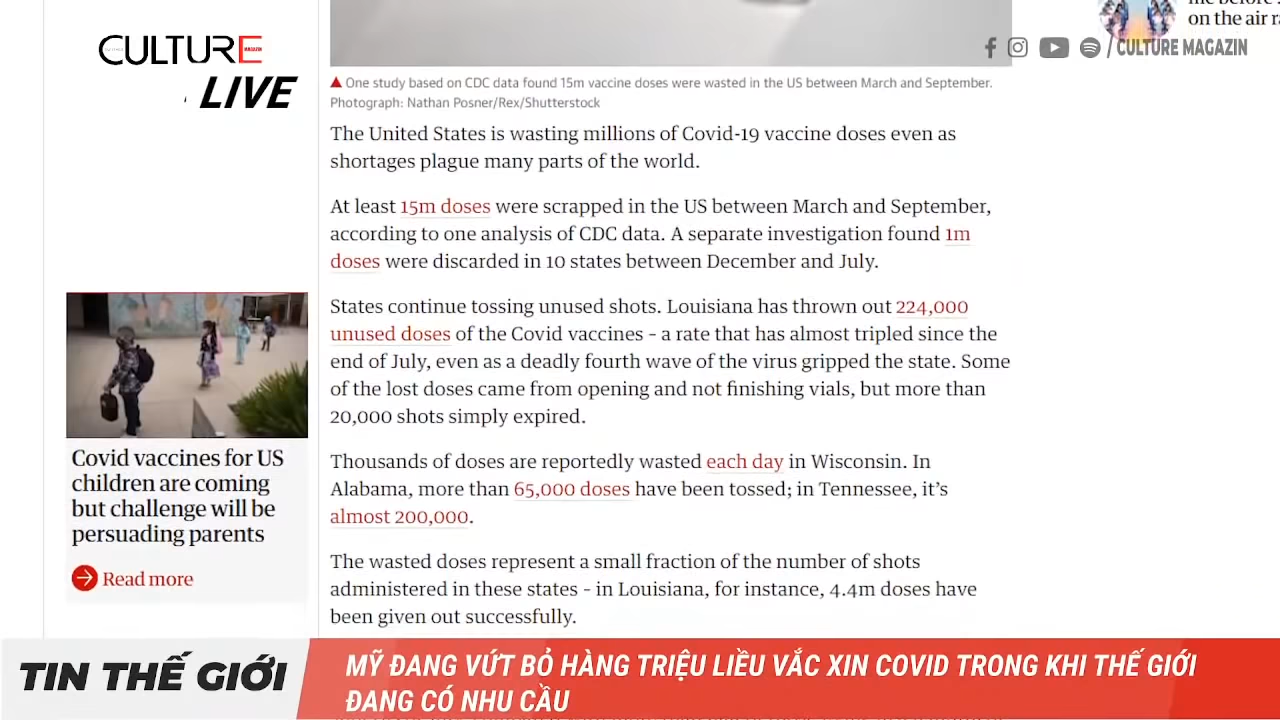 CULTURE
MAGAZIN
LIVE
on the air
/ CULTURE MAGAZIN
One study based on CDC data found 15m vaccine doses were wasted in the US between March and September.
Photograph: Nathan Posner/Rex/Shutterstock
The United States is wasting millions of Covid-19 vaccine doses even as
shortages plague many parts of the world.
At least 15m doses were scrapped in the US between March and September,
according to one analysis of CDC data. A separate investigation found 1m
doses were discarded in 10 states between December and July.
States continue tossing unused shots. Louisiana has thrown out 224,000
unused doses of the Covid vaccines – a rate that has almost tripled since the
end of July, even as a deadly fourth wave of the virus gripped the state. Some
of the lost doses came from opening and not finishing vials, but more than
20,000 shots simply expired.
Thousands of doses are reportedly wasted each day in Wisconsin. In
Alabama, more than 65,000 doses have been tossed; in Tennessee, it’s
almost 200,000.
The wasted doses represent a small fraction of the number of shots
administered in these states – in Louisiana, for instance, 4.4m doses have
been given out successfully.
Covid vaccines for US
children are coming
but challenge will be
persuading parents
Read more
TIN THẾ GIỚI
MỸ ĐANG VỨT BỎ HÀNG TRIỆU LIỀU VẮC XIN COVID TRONG KHI THẾ GIỚI
ĐANG CÓ NHU CẦU